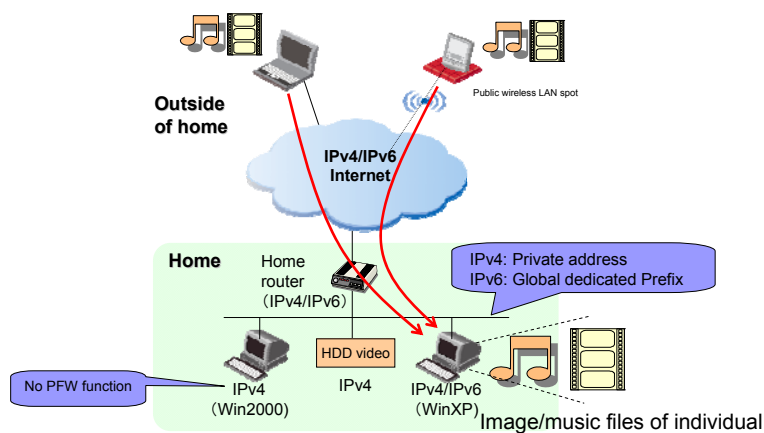 Public wireless LAN spot
Outside
of home
IPv4/IPv6
Internet
Home
Home
router
（IPv4/IPv6）
IPv4: Private address
IPv6: Global dedicated Prefix
No PFW function
IPv4
（Win2000)
HDD video
IPv4
IPv4/IPv6
（WinXP）
Image/music files of individual